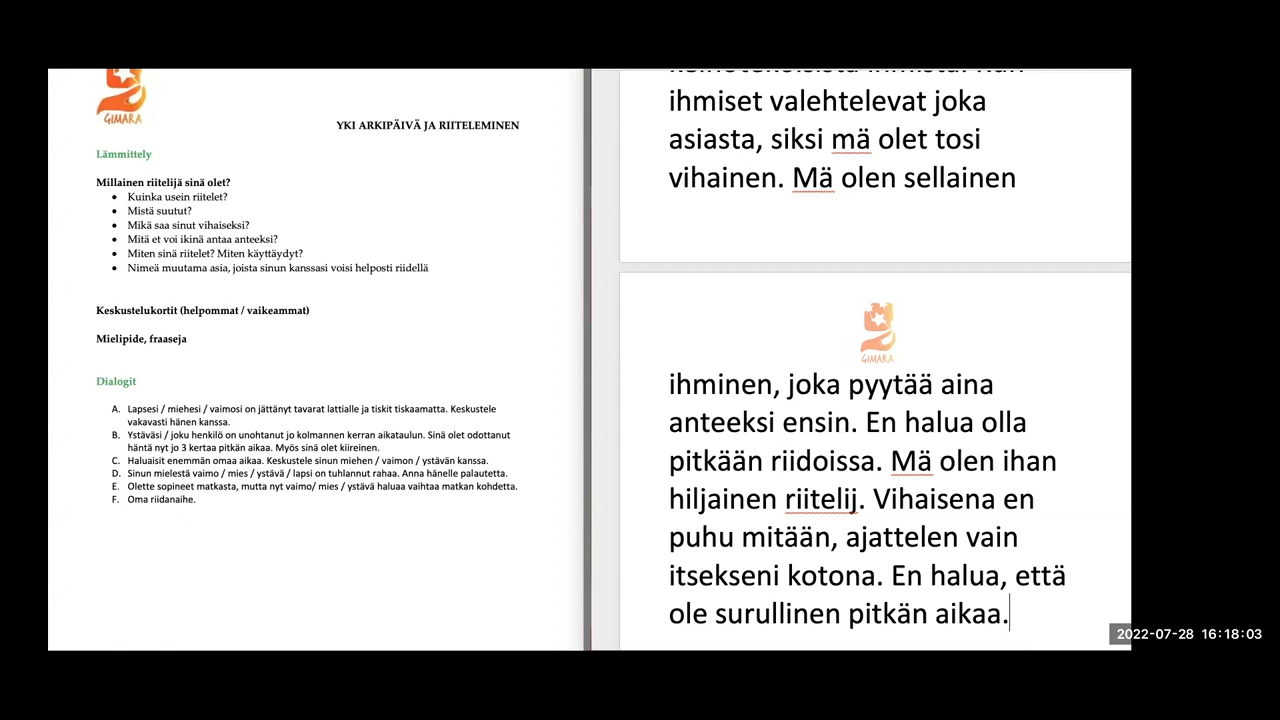 GIMARA
YKI ARKIPÄIVÄ JA RIITELEMINEN
Lämmittely
Millainen riitelijä sinä olet?
• Kuinka usein riitelet?
• Mistä suutut?
• Mikä saa sinut vihaiseksi?
• Mitä et voi ikinä antaa anteeksi?
• Miten sinä riitelet? Miten käyttäydyt?
• Nimeä muutama asia, joista sinun kanssasi voisi helposti riidellä
Keskustelukortit (helpommat / vaikeammat)
Mielipide, fraaseja
Dialogit
A. Lapsesi / miehesi / vaimosi on jättänyt tavarat lattialle ja tiskit tiskaamatta. Keskustele
vakavasti hänen kanssa.
B. Ystäväsi / joku henkilö on unohtanut jo kolmannen kerran aikataulun. Sinä olet odottanut
häntä nyt jo 3 kertaa pitkän aikaa. Myös sinä olet kiireinen.
C. Haluaisit enemmän omaa aikaa. Keskustele sinun miehen / vaimon / ystävän kanssa.
D. Sinun mielestä vaimo / mies / ystävä / lapsi on tuhlannut rahaa. Anna hänelle palautetta.
E. Olette sopineet matkasta, mutta nyt vaimo/ mies / ystävä haluaa vaihtaa matkan kohdetta.
F. Oma riidanaihe.
ihmiset valehtelevat joka
asiasta, siksi mä olet tosi
vihainen. Mä olen sellainen
GIMARA
ihminen, joka pyytää aina
anteeksi ensin. En halua olla
pitkään riidoissa. Mä olen ihan
hiljainen riitelij. Vihaisena en
puhu mitään, ajattelen vain
itsekseni kotona. En halua, että
ole surullinen pitkän aikaa.
2022-07-28 16:18:03